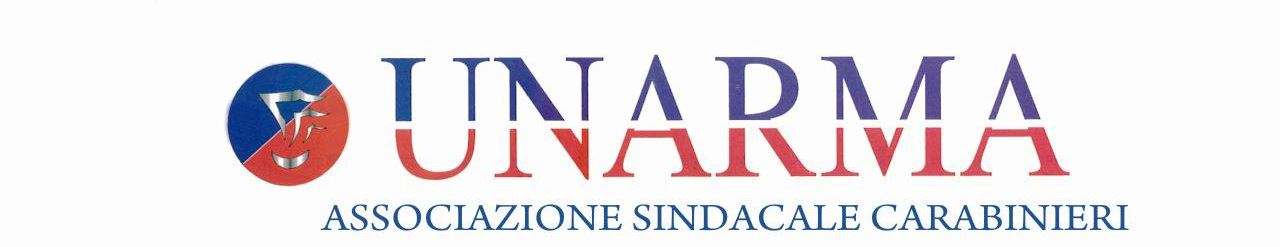 UNARMA
ASSOCIAZIONE SINDACALE CARABINIERI